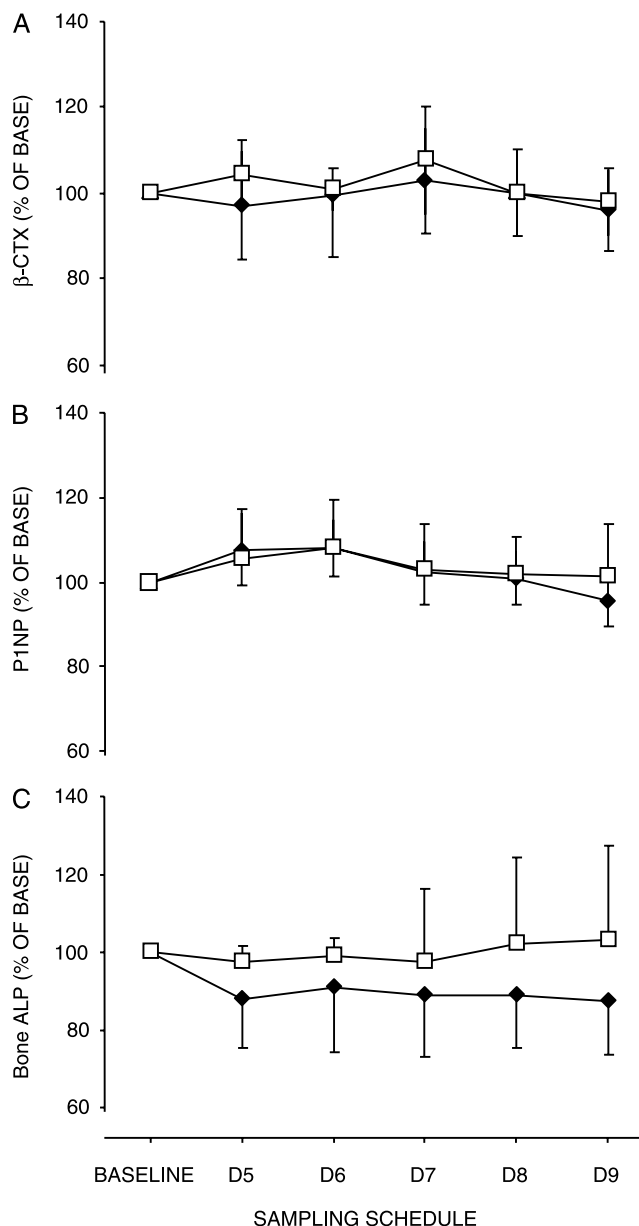 A
140
120
100
80
60
β-CTX (% OF BASE)
B
140
120
100
80
60
P1NP (% OF BASE)
C
140
120
100
80
60
Bone ALP (% OF BASE)
BASELINE D5 D6 D7 D8 D9
SAMPLING SCHEDULE